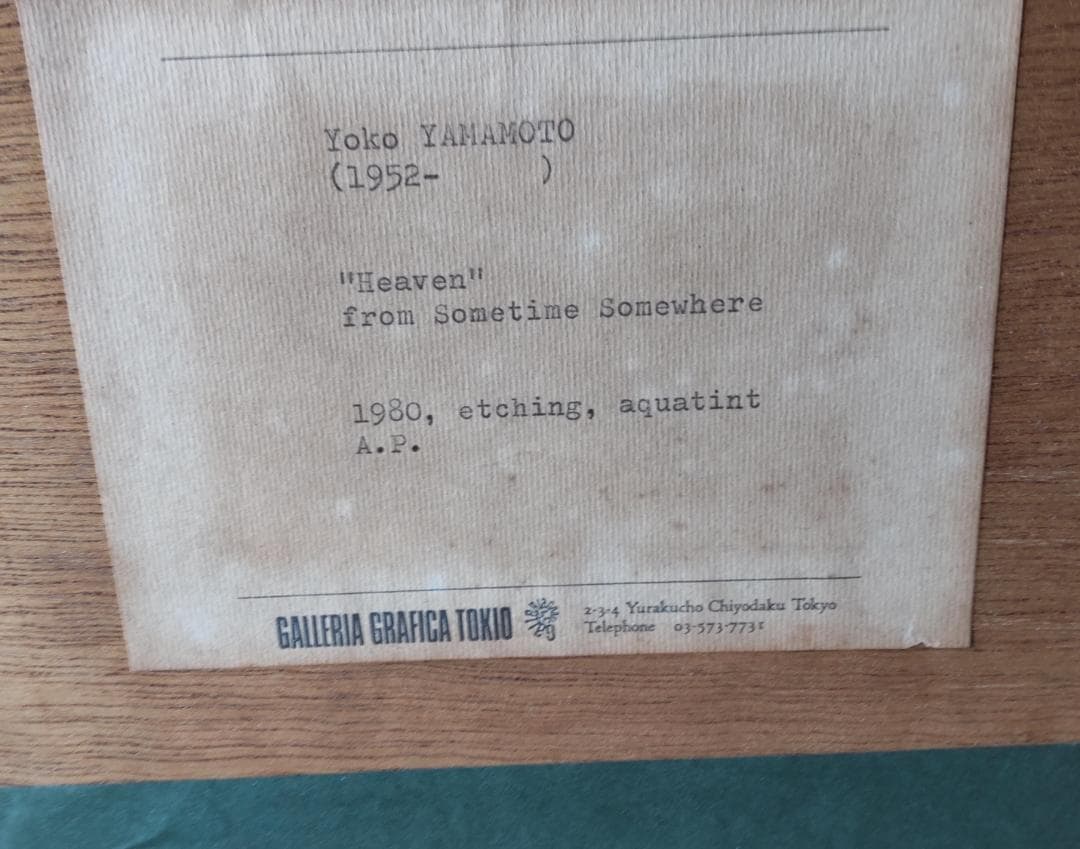 Yoko YAMAMOTO
(1952- )
"Heaven"
from Sometime Somewhere
1980, etching, aquatint
A.P.
GALLERIA GRAFICA TOKIO
2-3-4 Yurakucho Chiyodaku Tokyo
Telephone 03-573-7731